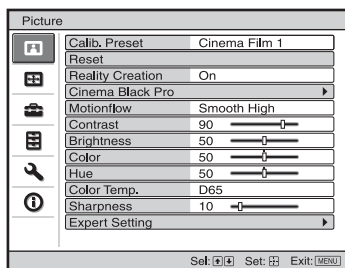 Picture
Calib. Preset Cinema Film 1
Reset
Reality Creation On
Cinema Black Pro
Motionflow Smooth High
Contrast 90
Brightness 50
Color 50
Hue 50
Color Temp. D65
Sharpness 10
Expert Setting
Sel: Set: Exit: MENU